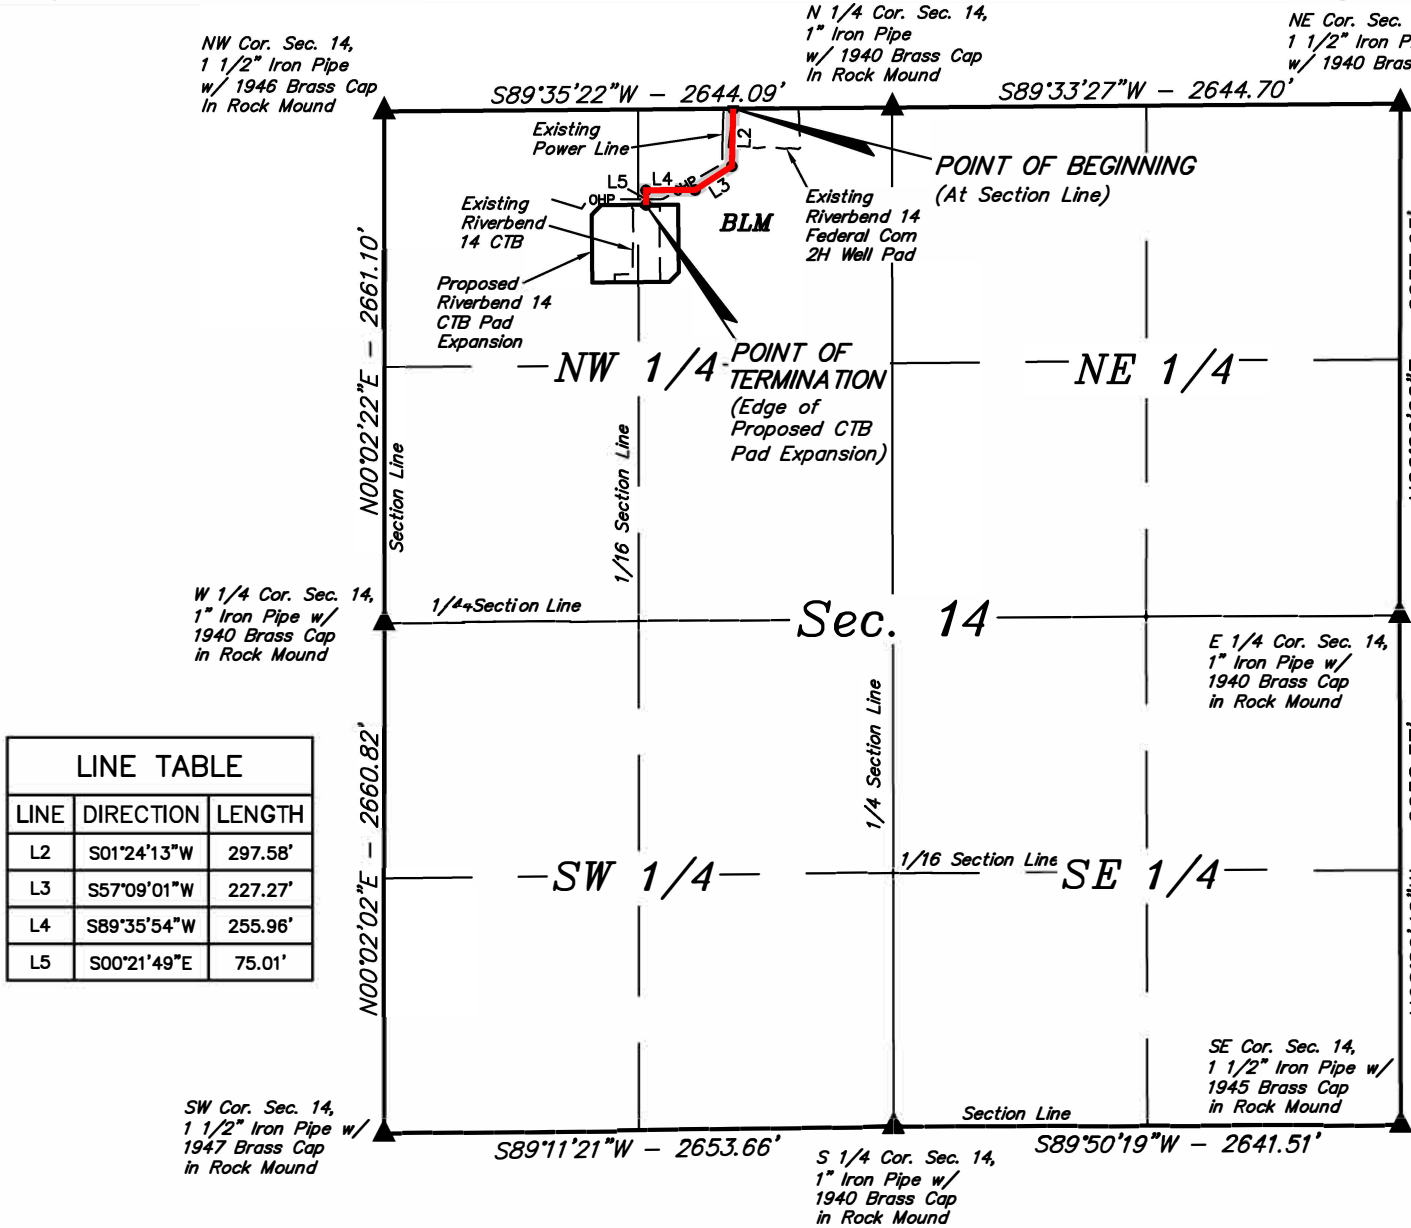 NW Cor. Sec. 14,
1 1/2" Iron Pipe
w/ 1946 Brass Cap
In Rock Mound
N 1/4 Cor. Sec. 14,
1" Iron Pipe
w/ 1940 Brass Cap
In Rock Mound
NE Cor. Sec.
1 1/2" Iron P
w/ 1940 Bras
S89°35'22"W - 2644.09'
S89°33'27"W - 2644.70'
Existing
Power Line
L2
L3
L4
L5
OHP
OHP
POINT OF BEGINNING
(At Section Line)
Existing
Riverbend
14 CTB
BLM
Existing
Riverbend 14
Federal Com
2H Well Pad
Proposed
Riverbend 14
CTB Pad
Expansion
POINT OF
TERMINATION
(Edge of
Proposed CTB
Pad Expansion)
NW 1/4
NE 1/4
N00°02'22"E - 2661.10'
Section Line
1/16 Section Line
W 1/4 Cor. Sec. 14,
1" Iron Pipe w/
1940 Brass Cap
in Rock Mound
1/4 Section Line
Sec. 14
E 1/4 Cor. Sec. 14,
1" Iron Pipe w/
1940 Brass Cap
in Rock Mound
1/4 Section Line
N00°02'02"E - 2660.82'
LINE TABLE
LINE DIRECTION LENGTH
L2 S01°24'13"W 297.58'
L3 S57°09'01"W 227.27'
L4 S89°35'54"W 255.96'
L5 S00°21'49"E 75.01'
SW 1/4
1/16 Section Line
SE 1/4
SE Cor. Sec. 14,
1 1/2" Iron Pipe w/
1945 Brass Cap
in Rock Mound
SW Cor. Sec. 14,
1 1/2" Iron Pipe w/
1947 Brass Cap
in Rock Mound
Section Line
S89°11'21"W - 2653.66'
S89°50'19"W - 2641.51'
S 1/4 Cor. Sec. 14,
1" Iron Pipe w/
1940 Brass Cap
in Rock Mound